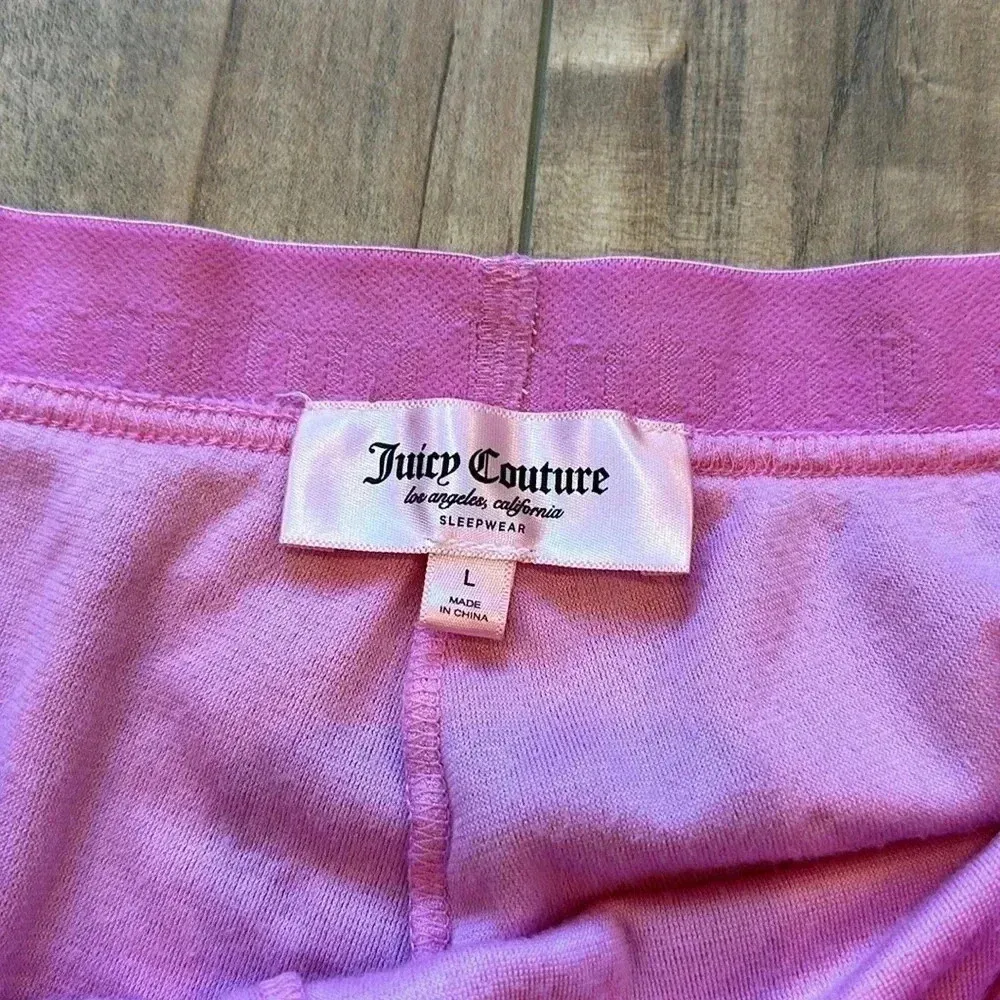 Juicy Couture
los angeles, california
SLEEPWEAR
L
MADE
IN CHINA